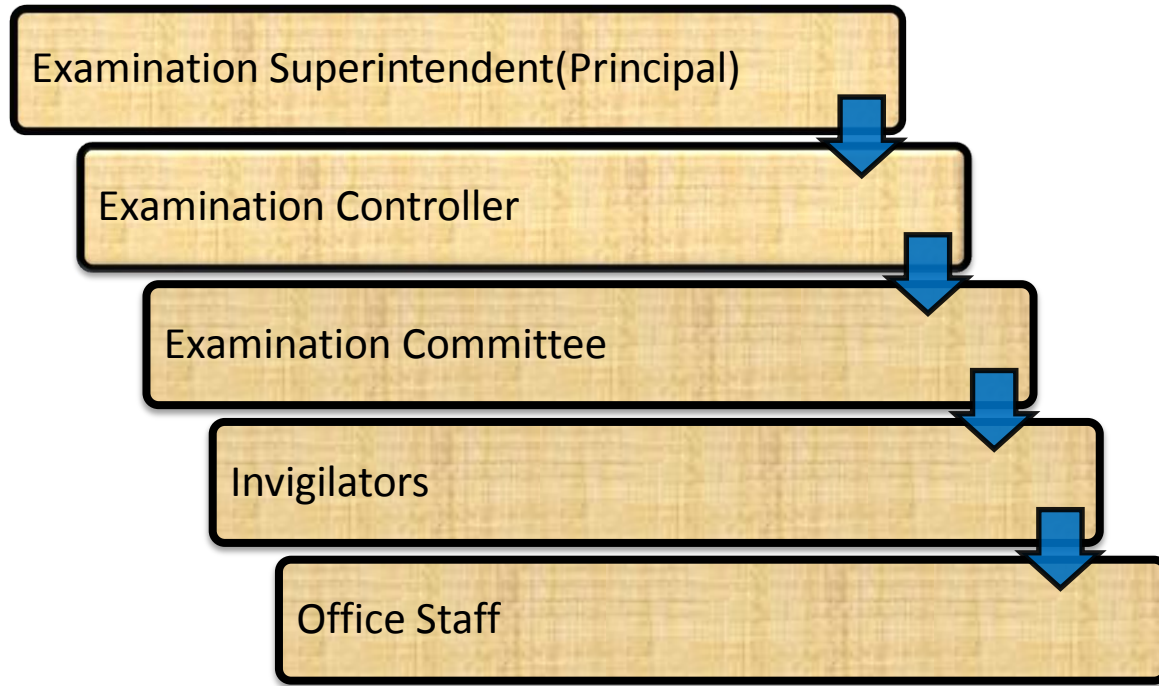 Examination Superintendent(Principal)
Examination Controller
Examination Committee
Invigilators
Office Staff